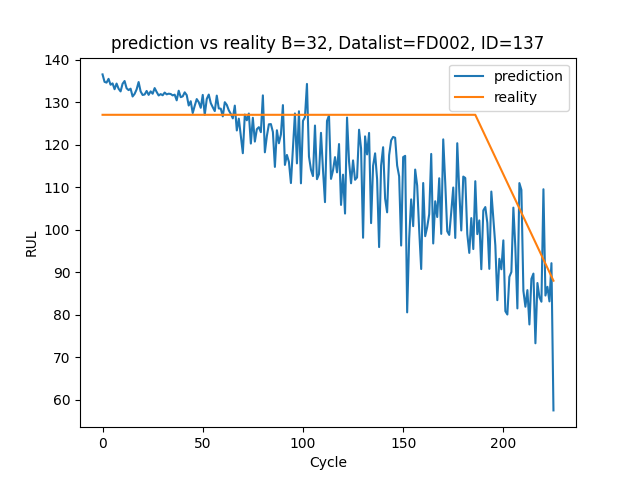 prediction vs reality B=32, Datalist=FD002, ID=137
prediction
reality
RUL
140
130
120
110
100
90
80
70
60
0
50
100
150
200
Cycle